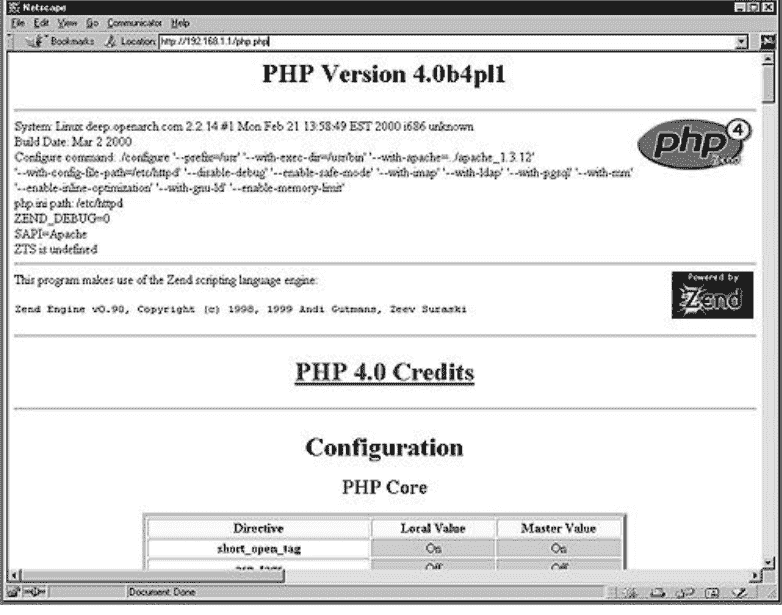 Netscape
File Edit View Go Communicator Help
Bookmarks Location: http://192.168.1.1/php.php
PHP Version 4.0b4pl1
System: Linux deep.openarch.com 2.2.14 #1 Mon Feb 21 13:58:49 EST 2000 i686 unknown
Build Date: Mar 2 2000
Configure command: ./configure '--prefix=/usr' '--with-exec-dir=/usr/bin' '--with-apache=../apache_1.3.12'
'--with-config-file-path=/etc/httpd' '--disable-debug' '--enable-safe-mode' '--with-imap' '--with-ldap' '--with-pgsql' '--with-mm'
'--enable-inline-optimization' '--with-gnu-ld' '--enable-memory-limit'
php.ini path: /etc/httpd
ZEND_DEBUG=0
SAPI=Apache
ZTS is undefined
php 4
Zend
This program makes use of the Zend scripting language engine:
Zend Engine v0.90, Copyright (c) 1998, 1999 Andi Gutmans, Zeev Suraski
Powered by
Zend
PHP 4.0 Credits
Configuration
PHP Core
Directive Local Value Master Value
short_open_tag On On
asp_tags Off Off
Document: Done